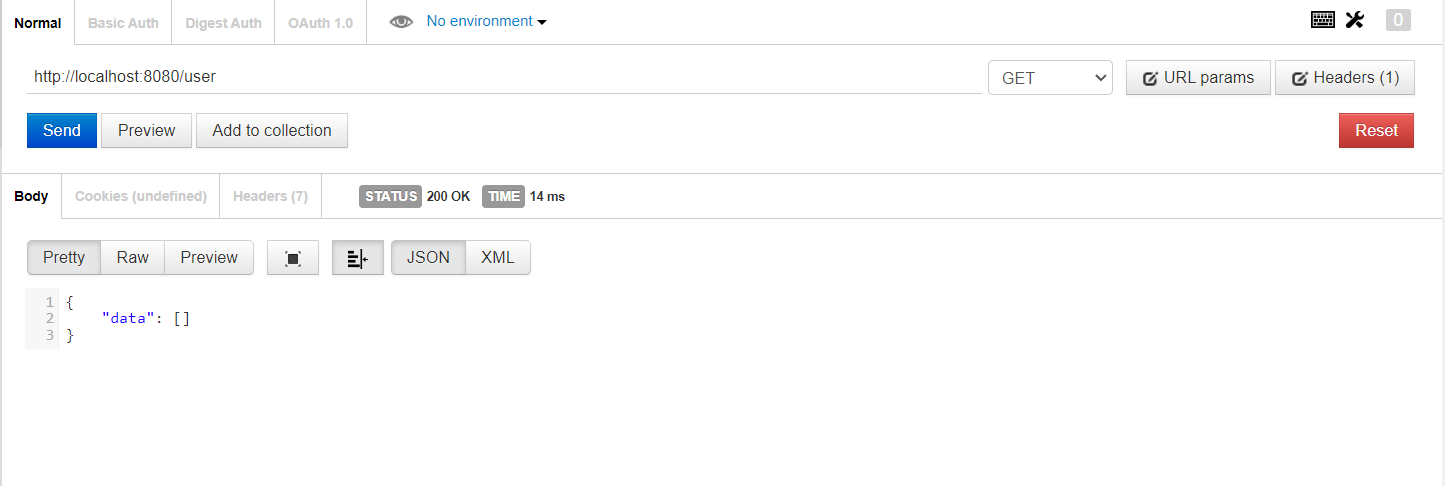 Normal Basic Auth Digest Auth OAuth 1.0 No environment 0
http://localhost:8080/user GET URL params Headers (1)
Send Preview Add to collection Reset
Body Cookies (undefined) Headers (7) STATUS 200 OK TIME 14 ms
Pretty Raw Preview JSON XML
1 {
2 "data": []
3 }